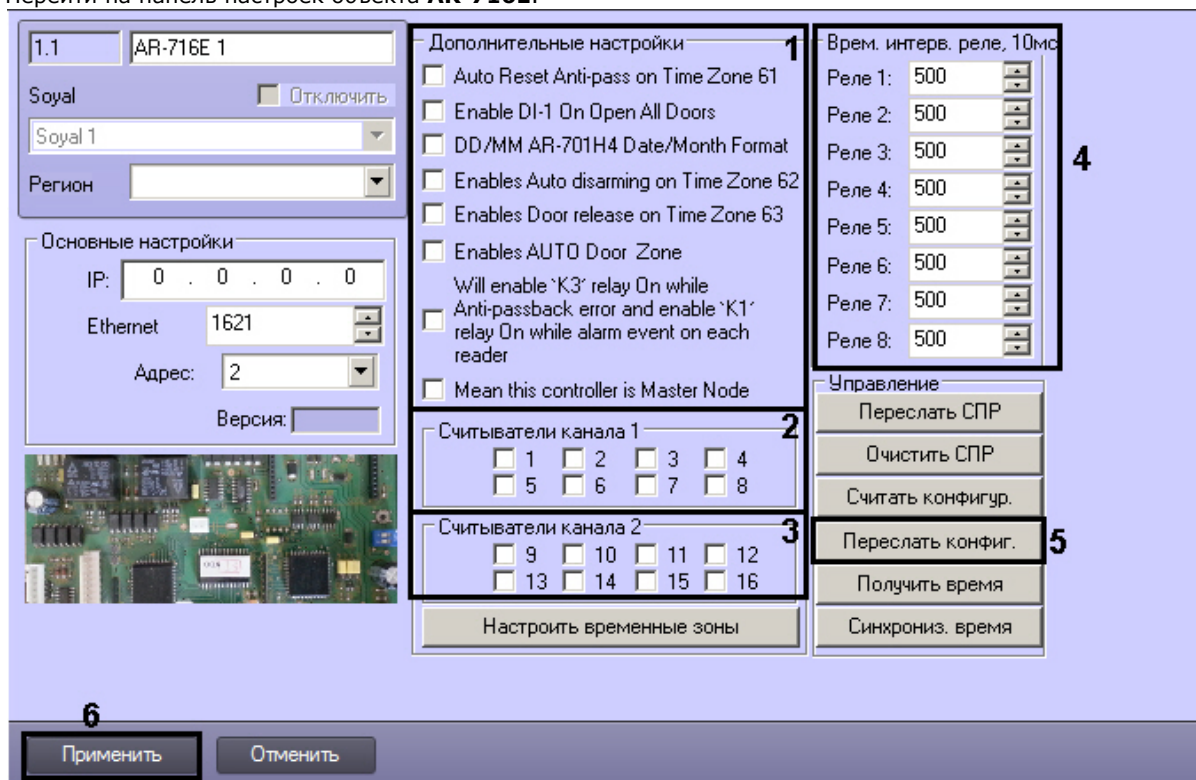 Перейти на панель настроек объекта AR-716E.
1.1 AR-716E 1
Soyal Отключить
Soyal 1
Регион
Основные настройки
IP: 0 . 0 . 0 . 0
Ethernet 1621
Адрес: 2
Версия:
Дополнительные настройки 1
Auto Reset Anti-pass on Time Zone 61
Enable DI-1 On Open All Doors
DD/MM AR-701H4 Date/Month Format
Enables Auto disarming on Time Zone 62
Enables Door release on Time Zone 63
Enables AUTO Door Zone
Will enable `K3´ relay On while
Anti-passback error and enable `K1´
relay On while alarm event on each
reader
Mean this controller is Master Node
Считыватели канала 1 2
1 2 3 4
5 6 7 8
Считыватели канала 2 3
9 10 11 12
13 14 15 16
Настроить временные зоны
Врем. интерв. реле, 10мс
Реле 1: 500
Реле 2: 500
Реле 3: 500
Реле 4: 500
Реле 5: 500
Реле 6: 500
Реле 7: 500
Реле 8: 500
4
Управление
Переслать СПР
Очистить СПР
Считать конфигур.
Переслать конфиг. 5
Получить время
Синхрониз. время
6
Применить Отменить